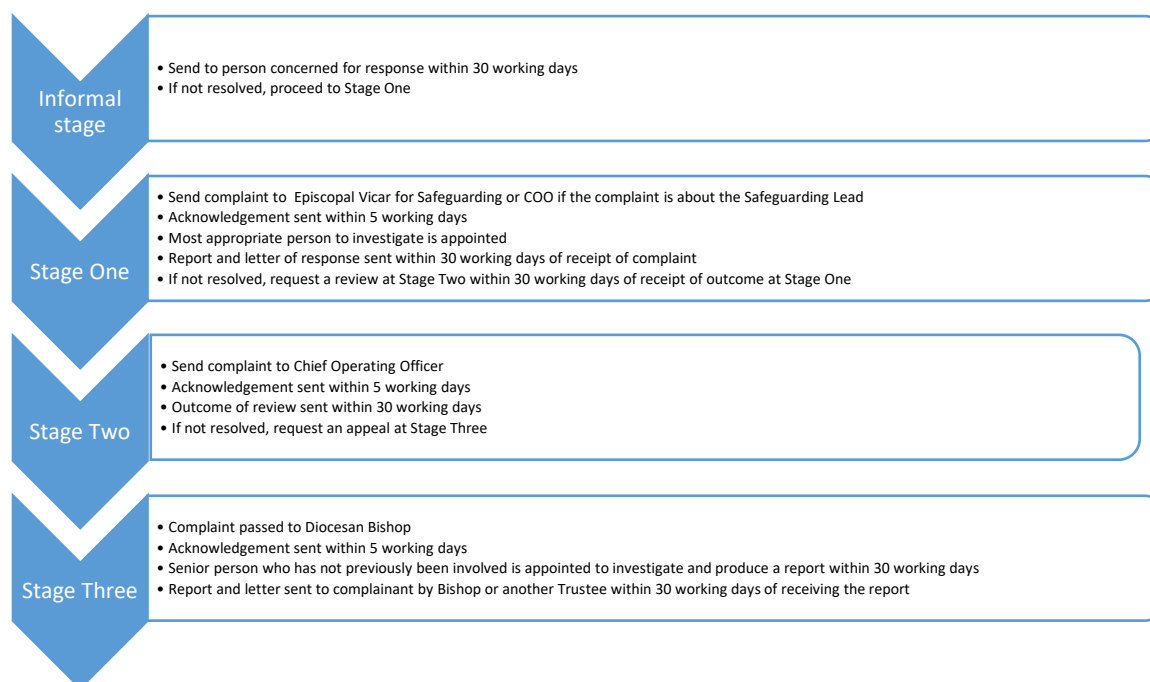 Informal
stage
• Send to person concerned for response within 30 working days
• If not resolved, proceed to Stage One
Stage One
• Send complaint to  Episcopal Vicar for Safeguarding or COO if the complaint is about the Safeguarding Lead
• Acknowledgement sent within 5 working days
• Most appropriate person to investigate is appointed
• Report and letter of response sent within 30 working days of receipt of complaint
• If not resolved, request a review at Stage Two within 30 working days of receipt of outcome at Stage One
Stage Two
• Send complaint to Chief Operating Officer
• Acknowledgement sent within 5 working days
• Outcome of review sent within 30 working days
• If not resolved, request an appeal at Stage Three
Stage Three
• Complaint passed to Diocesan Bishop
• Acknowledgement sent within 5 working days
• Senior person who has not previously been involved is appointed to investigate and produce a report within 30 working days
• Report and letter sent to complainant by Bishop or another Trustee within 30 working days of receiving the report